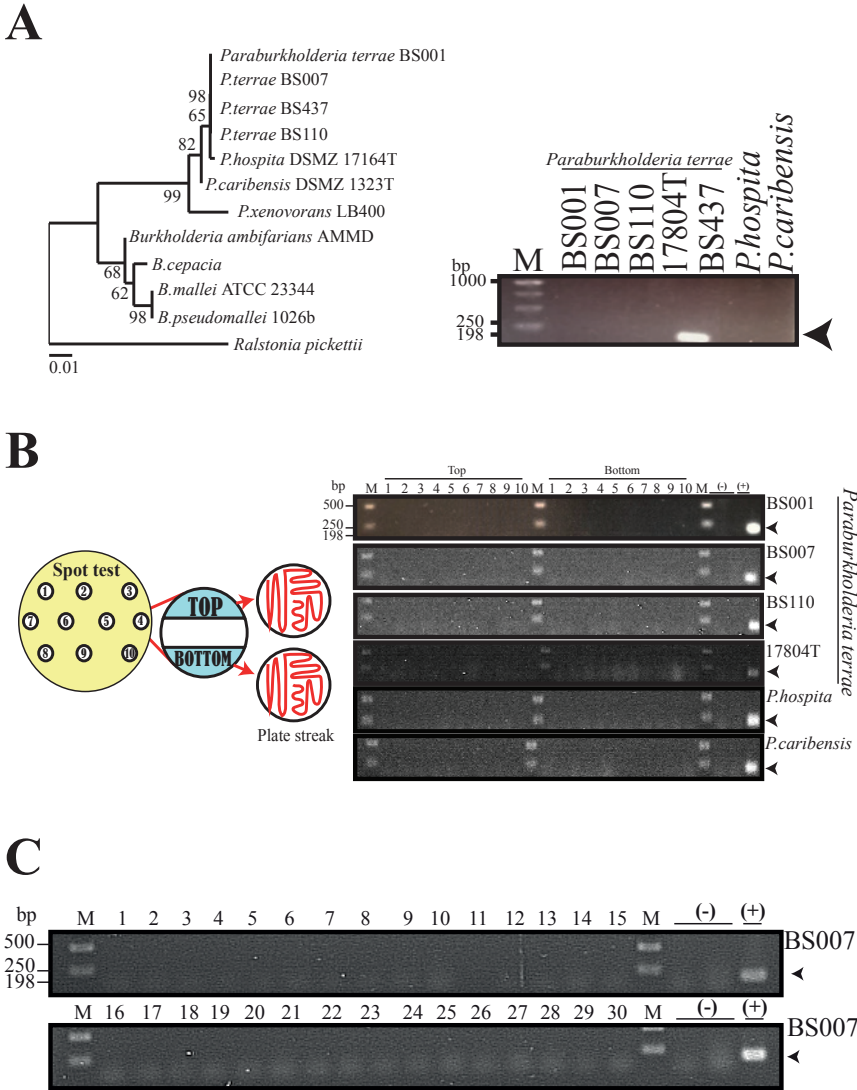 A
Paraburkholderia terrae BS001
P.terrae BS007
98
65
P.terrae BS437
P.terrae BS110
82
P.hospita DSMZ 17164T
P.caribensis DSMZ 1323T
99
P.xenovorans LB400
Burkholderia ambifarians AMMD
68
B.cepacia
62
B.mallei ATCC 23344
98
B.pseudomallei 1026b
Ralstonia pickettii
0.01
Paraburkholderia terrae
M BS001 BS007 BS110 17804T BS437 P.hospita P.caribensis
bp
1000
250
198
B
Top Bottom
bp M 1 2 3 4 5 6 7 8 9 10 M 1 2 3 4 5 6 7 8 9 10 M (-) (+)
500
250
198
BS001
BS007
BS110
17804T
P.hospita
P.caribensis
Paraburkholderia terrae
Spot test
1 2 3
7 6 5 4
8 9 10
TOP
BOTTOM
Plate streak
C
bp M 1 2 3 4 5 6 7 8 9 10 11 12 13 14 15 M (-) (+)
500
250
198
BS007
M 16 17 18 19 20 21 22 23 24 25 26 27 28 29 30 M (-) (+)
BS007